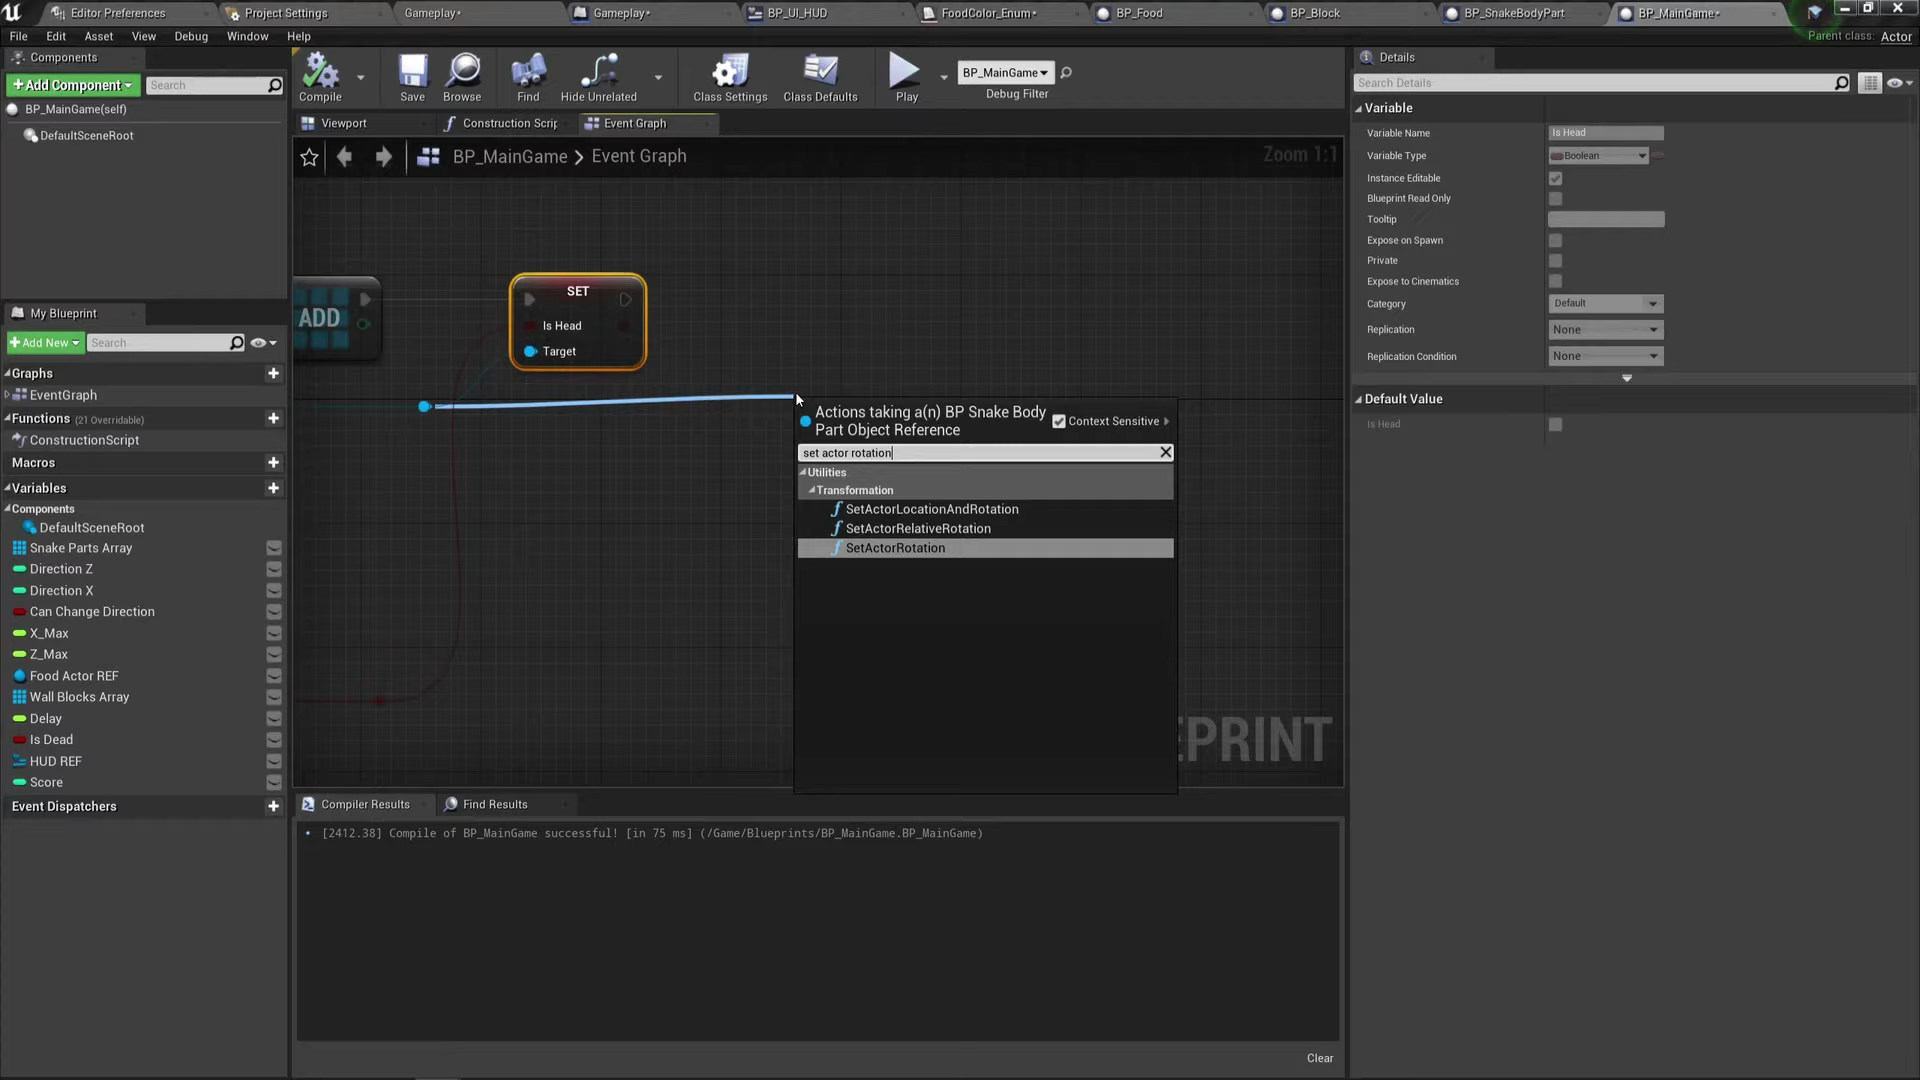 Editor Preferences
Project Settings
Gameplay*
Gameplay*
BP_UI_HUD
FoodColor_Enum*
BP_Food
BP_Block
BP_SnakeBodyPart
BP_MainGame*
File Edit Asset View Debug Window Help
Parent class: Actor
Components
Add Component
Search
BP_MainGame(self)
DefaultSceneRoot
Compile
Save
Browse
Find
Hide Unrelated
Class Settings
Class Defaults
Play
BP_MainGame
Debug Filter
Viewport
Construction Scrip
Event Graph
BP_MainGame > Event Graph
Zoom 1:1
ADD
SET
Is Head
Target
Actions taking a(n) BP Snake Body
Part Object Reference
Context Sensitive
set actor rotation
Utilities
Transformation
SetActorLocationAndRotation
SetActorRelativeRotation
SetActorRotation
EPRINT
My Blueprint
Add New
Search
Graphs
EventGraph
Functions (21 Overridable)
ConstructionScript
Macros
Variables
Components
DefaultSceneRoot
Snake Parts Array
Direction Z
Direction X
Can Change Direction
X_Max
Z_Max
Food Actor REF
Wall Blocks Array
Delay
Is Dead
HUD REF
Score
Event Dispatchers
Compiler Results
Find Results
[2412.38] Compile of BP_MainGame successful! [in 75 ms] (/Game/Blueprints/BP_MainGame.BP_MainGame)
Clear
Details
Search Details
Variable
Variable Name Is Head
Variable Type Boolean
Instance Editable
Blueprint Read Only
Tooltip
Expose on Spawn
Private
Expose to Cinematics
Category Default
Replication None
Replication Condition None
Default Value
Is Head